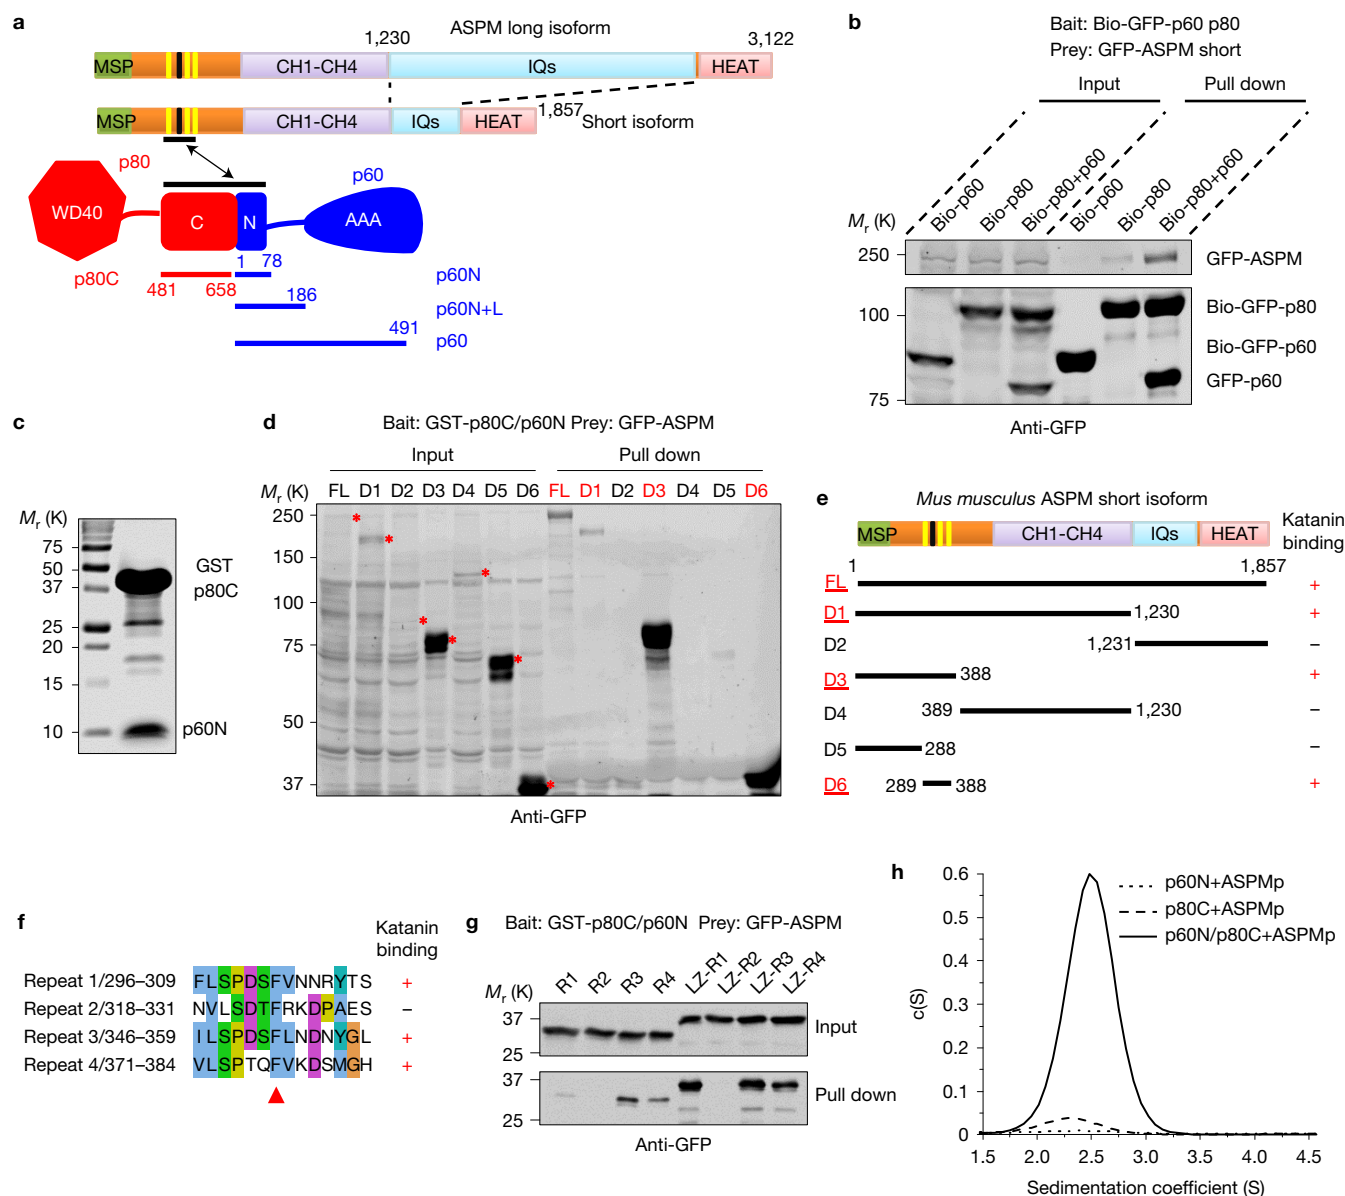 a
ASPM long isoform
1,230
3,122
MSP
CH1-CH4
IQs
HEAT
MSP
CH1-CH4
IQs
HEAT
1,857
Short isoform
p80
p60
WD40
C
N
AAA
p80C
481
658
1
78
p60N
186
p60N+L
491
p60
b
Bait: Bio-GFP-p60 p80
Prey: GFP-ASPM short
Input
Pull down
Bio-p60
Bio-p80
Bio-p80+p60
Bio-p60
Bio-p80
Bio-p80+p60
Mr (K)
250
GFP-ASPM
100
Bio-GFP-p80
Bio-GFP-p60
GFP-p60
75
Anti-GFP
c
Mr (K)
75
50
37
25
20
15
10
GST
p80C
p60N
d
Bait: GST-p80C/p60N Prey: GFP-ASPM
Input
Pull down
Mr (K)
FL D1 D2 D3 D4 D5 D6 FL D1 D2 D3 D4 D5 D6
250
150
100
75
50
37
* * * * * * *
Anti-GFP
e
Mus musculus ASPM short isoform
Katanin
binding
MSP
CH1-CH4
IQs
HEAT
1
1,857
FL +
D1 1,230 +
D2 1,231 −
D3 388 +
D4 389 1,230 −
D5 288 −
D6 289 388 +
f
Katanin
binding
Repeat 1/296–309 FLSPDSFVNNRYTS +
Repeat 2/318–331 NVLSDTFRKDPAES −
Repeat 3/346–359 ILSPDSFLNDNYGL +
Repeat 4/371–384 VLSPTQFVKDSMGH +
g
Bait: GST-p80C/p60N Prey: GFP-ASPM
R1
R2
R3
R4
LZ-R1
LZ-R2
LZ-R3
LZ-R4
Mr (K)
37
25
Input
37
25
Pull down
Anti-GFP
h
p60N+ASPMp
p80C+ASPMp
p60N/p80C+ASPMp
c(S)
0.6
0.5
0.4
0.3
0.2
0.1
0
1.5 2.0 2.5 3.0 3.5 4.0 4.5
Sedimentation coefficient (S)